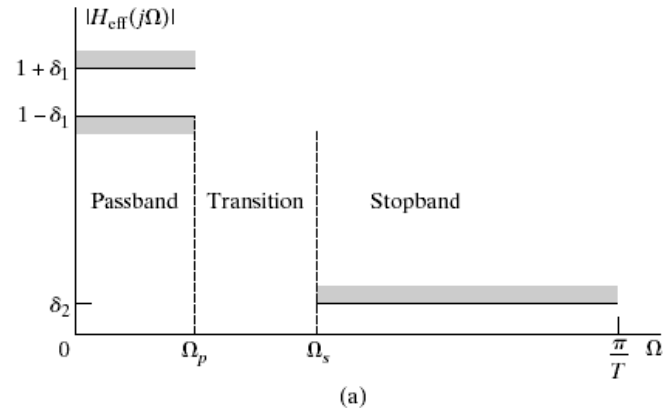 |H_eff(jΩ)|
1 + δ₁
1 − δ₁
Passband Transition Stopband
δ₂
0 Ωₚ Ωₛ π/T Ω
(a)